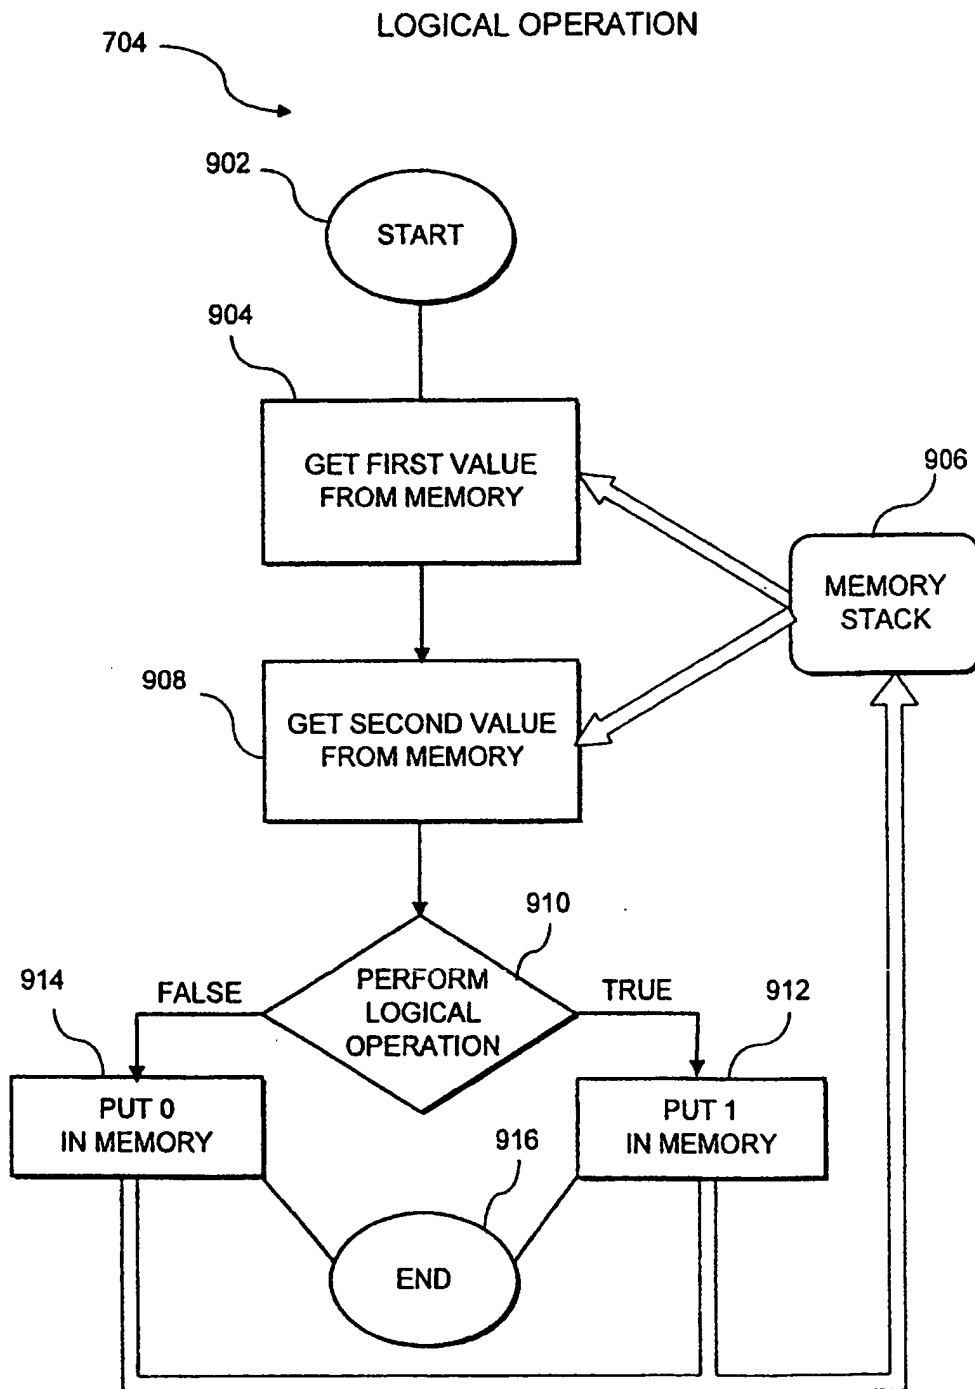 LOGICAL OPERATION
704
902
START
904
GET FIRST VALUE
FROM MEMORY
906
MEMORY
STACK
908
GET SECOND VALUE
FROM MEMORY
910
PERFORM
LOGICAL
OPERATION
FALSE
TRUE
914
912
PUT 0
IN MEMORY
PUT 1
IN MEMORY
916
END